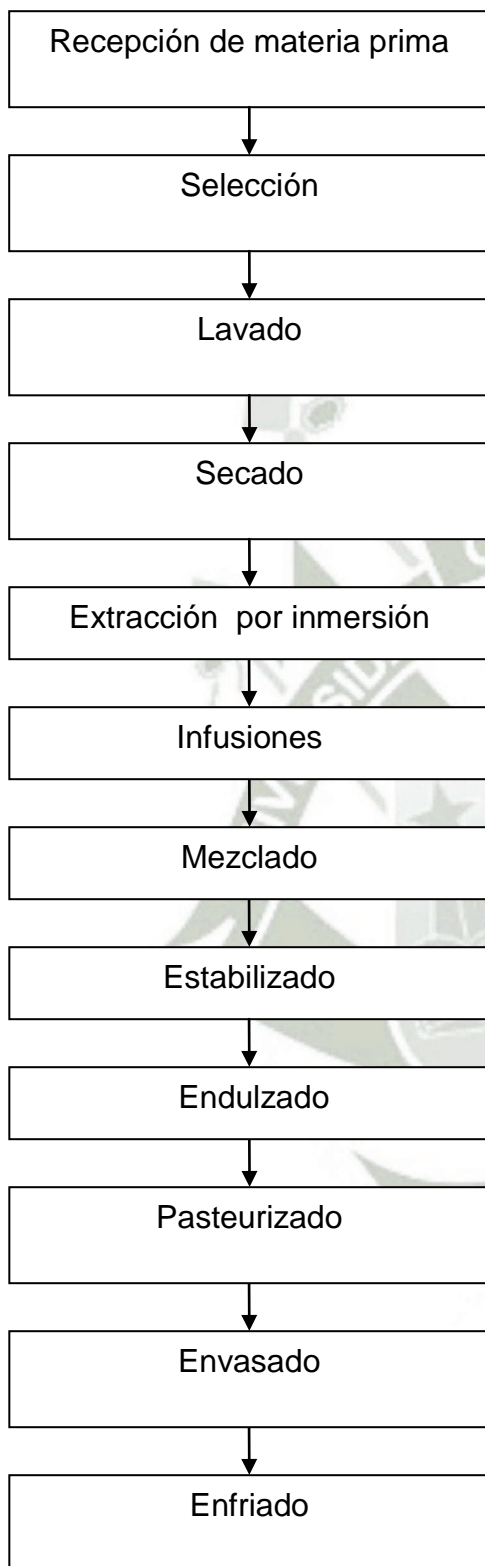 Recepción de materia prima
Selección
Lavado
Secado
Extracción  por inmersión
Infusiones
Mezclado
Estabilizado
Endulzado
Pasteurizado
Envasado
Enfriado